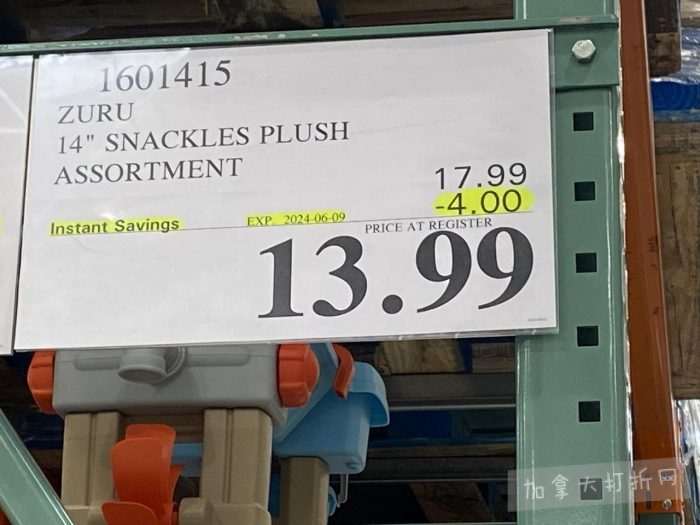 1601415
ZURU
14" SNACKLES PLUSH
ASSORTMENT
17.99
-4.00
Instant Savings EXP. 2024-06-09
PRICE AT REGISTER
13.99
加拿大打折网